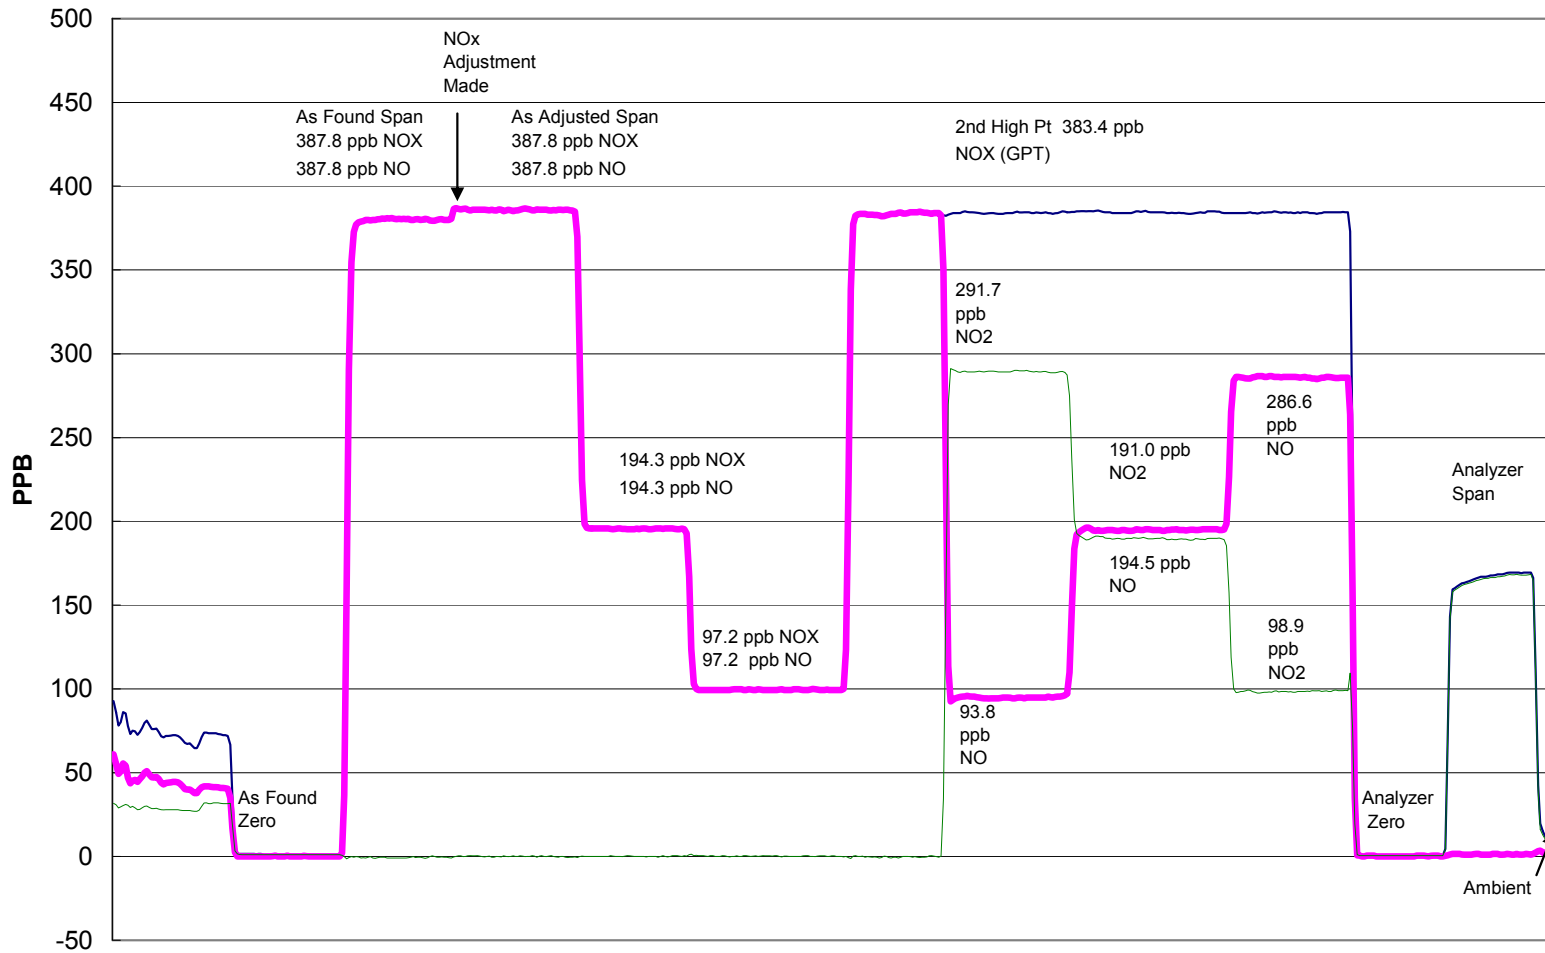 500
450
400
350
300
250
200
150
100
50
0
-50
PPB
NOx
Adjustment
Made
As Found Span
387.8 ppb NOX
387.8 ppb NO
As Adjusted Span
387.8 ppb NOX
387.8 ppb NO
2nd High Pt  383.4 ppb
NOX (GPT)
291.7
ppb
NO2
194.3 ppb NOX
194.3 ppb NO
191.0 ppb
NO2
286.6
ppb
NO
Analyzer
Span
194.5 ppb
NO
97.2 ppb NOX
97.2  ppb NO
98.9
ppb
NO2
93.8
ppb
NO
As Found
Zero
Analyzer
Zero
Ambient